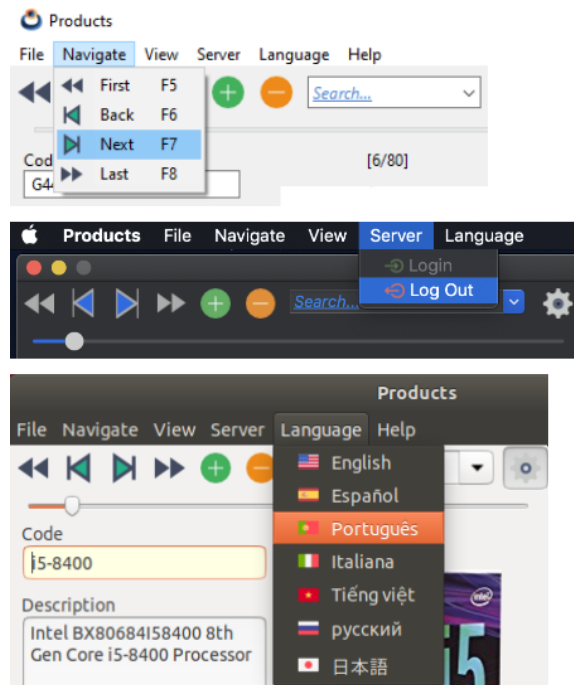 Products
File Navigate View Server Language Help
First F5
Back F6
Next F7
Last F8
Search...
Cod
[6/80]
G44
Products File Navigate View Server Language
Login
Log Out
Search...
Products
File Navigate View Server Language Help
English
Español
Português
Italiana
Tiếng việt
русский
日本語
Code
i5-8400
Description
Intel BX80684I58400 8th
Gen Core i5-8400 Processor
intel
i5